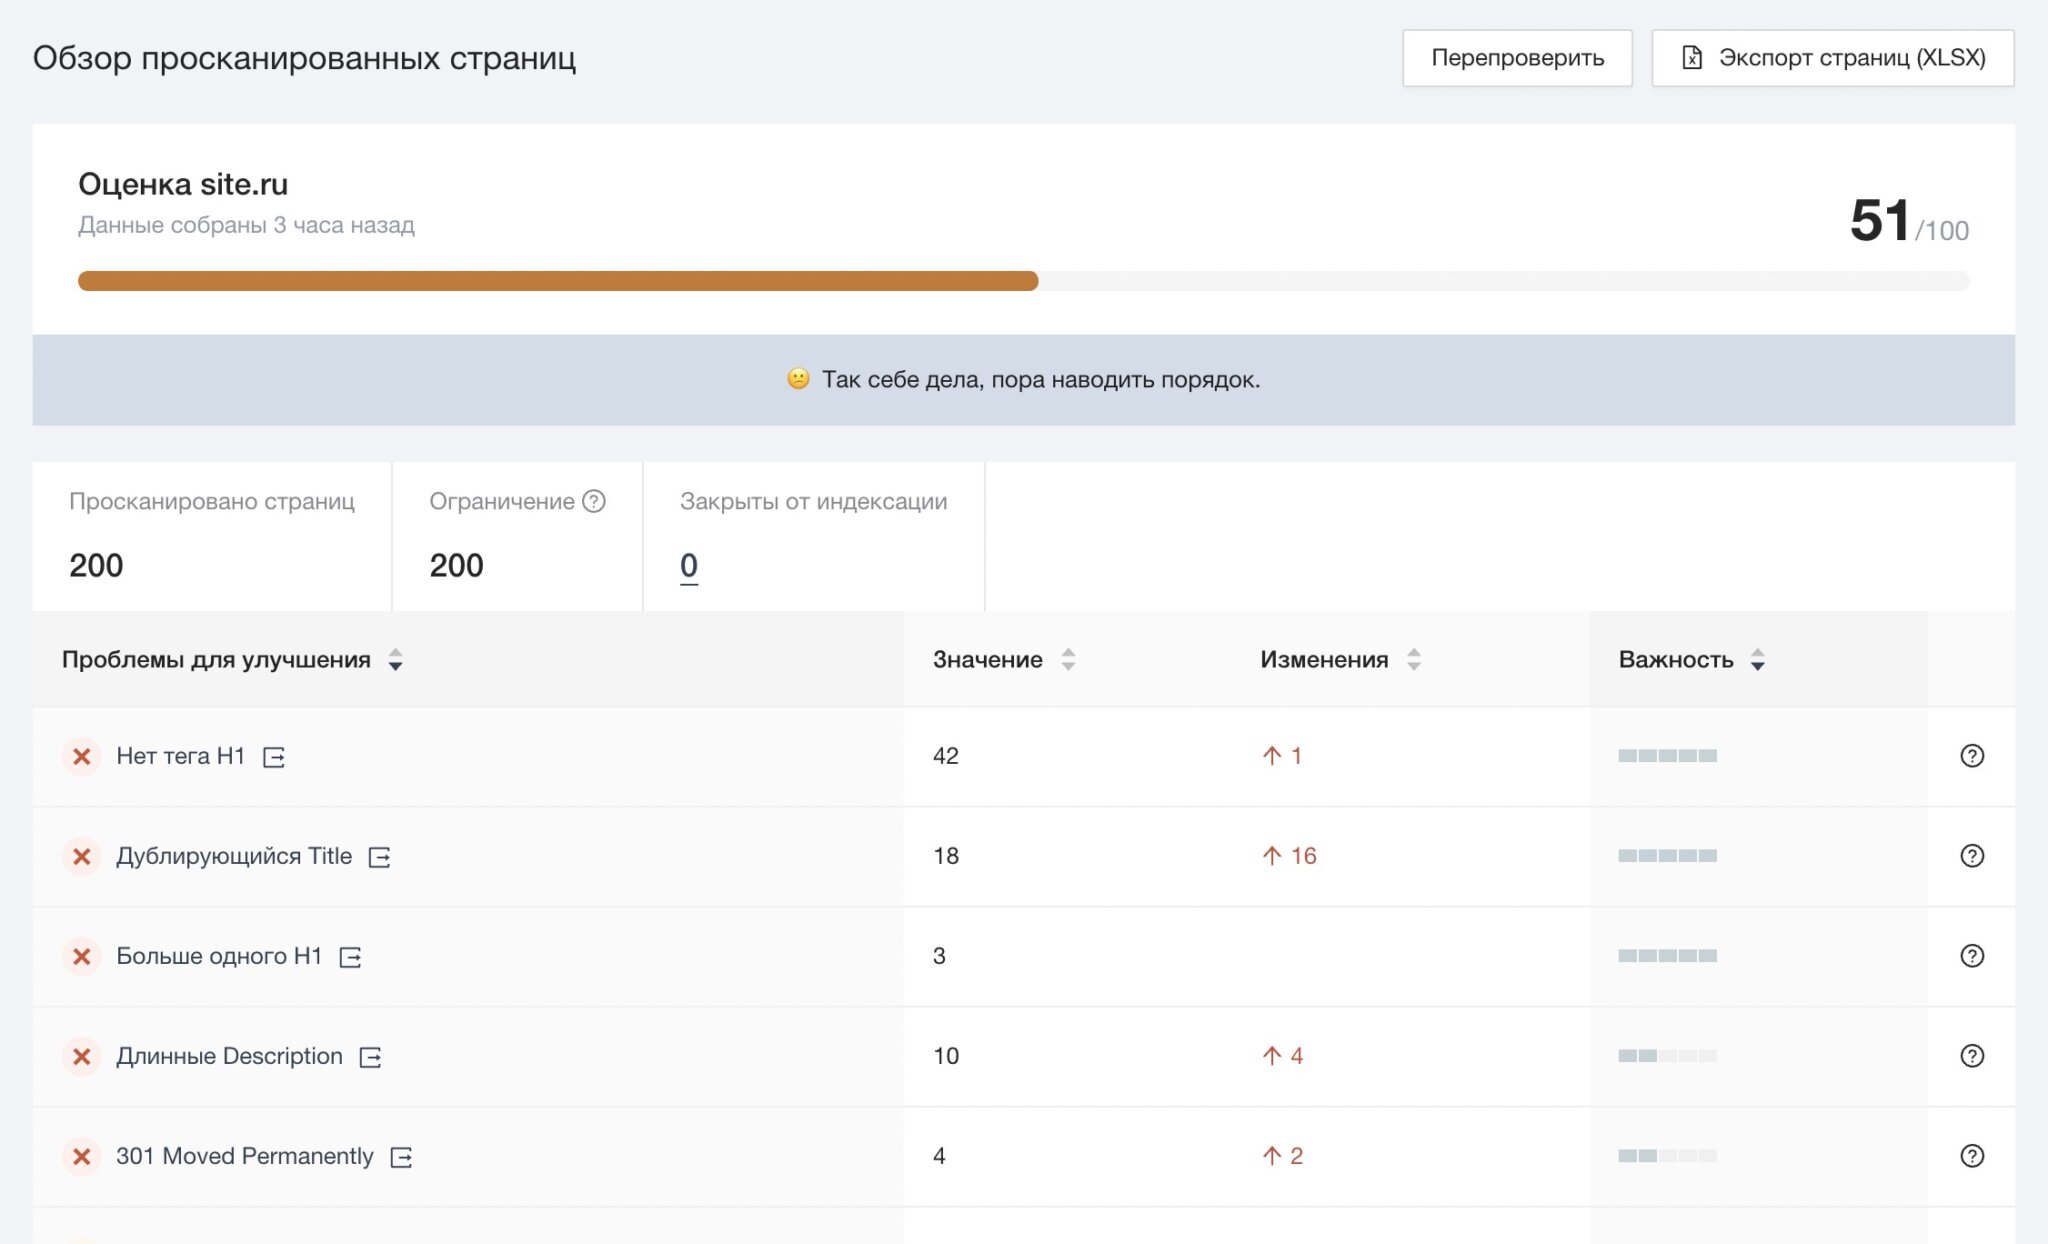 Обзор просканированных страниц
Перепроверить
Экспорт страниц (XLSX)
Оценка site.ru
Данные собраны 3 часа назад
51/100
Так себе дела, пора наводить порядок.
Просканировано страниц
Ограничение
Закрыты от индексации
200
200
0
Проблемы для улучшения
Значение
Изменения
Важность
Нет тега H1
42
1
Дублирующийся Title
18
16
Больше одного H1
3
Длинные Description
10
4
301 Moved Permanently
4
2